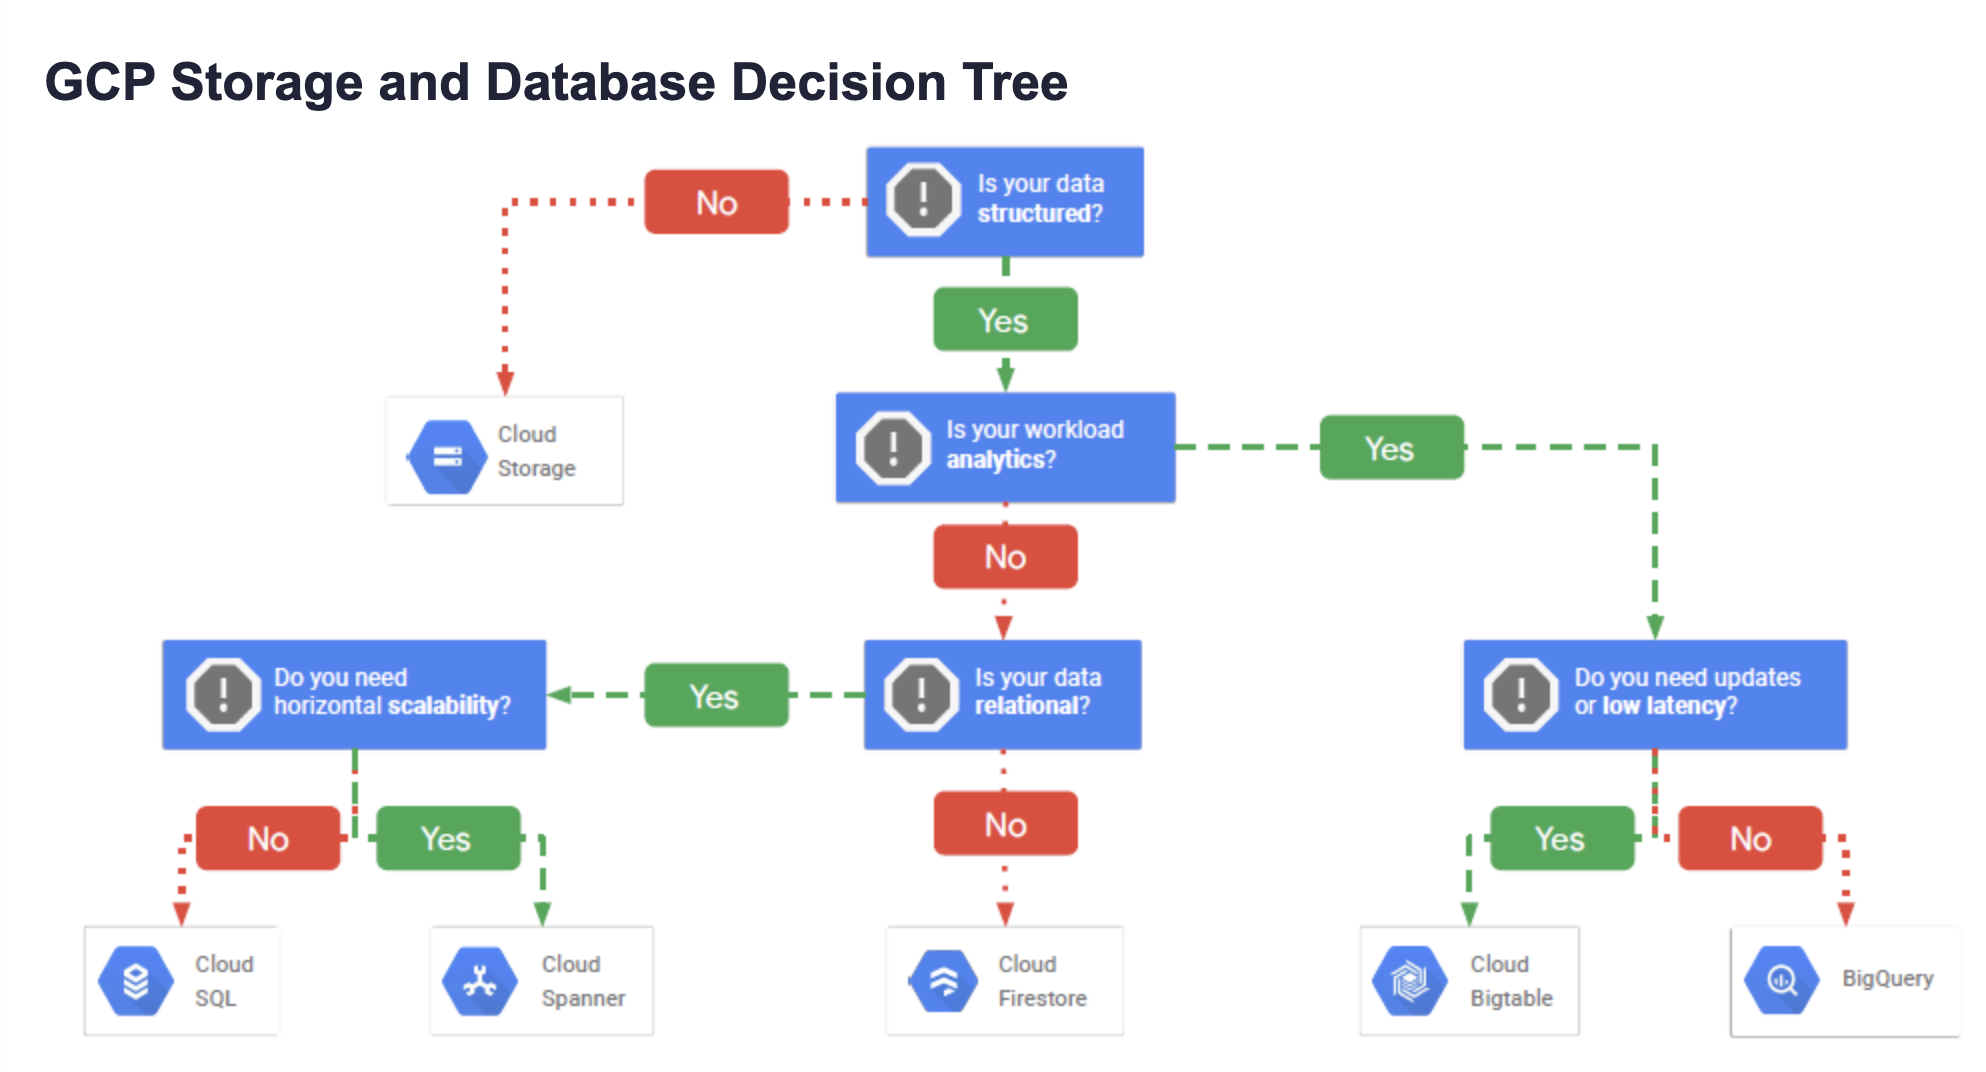 GCP Storage and Database Decision Tree
Is your data
structured?
No
Yes
Cloud
Storage
Is your workload
analytics?
Yes
No
Do you need
horizontal scalability?
Yes
Is your data
relational?
Do you need updates
or low latency?
No
Yes
No
Yes
No
Cloud
SQL
Cloud
Spanner
Cloud
Firestore
Cloud
Bigtable
BigQuery